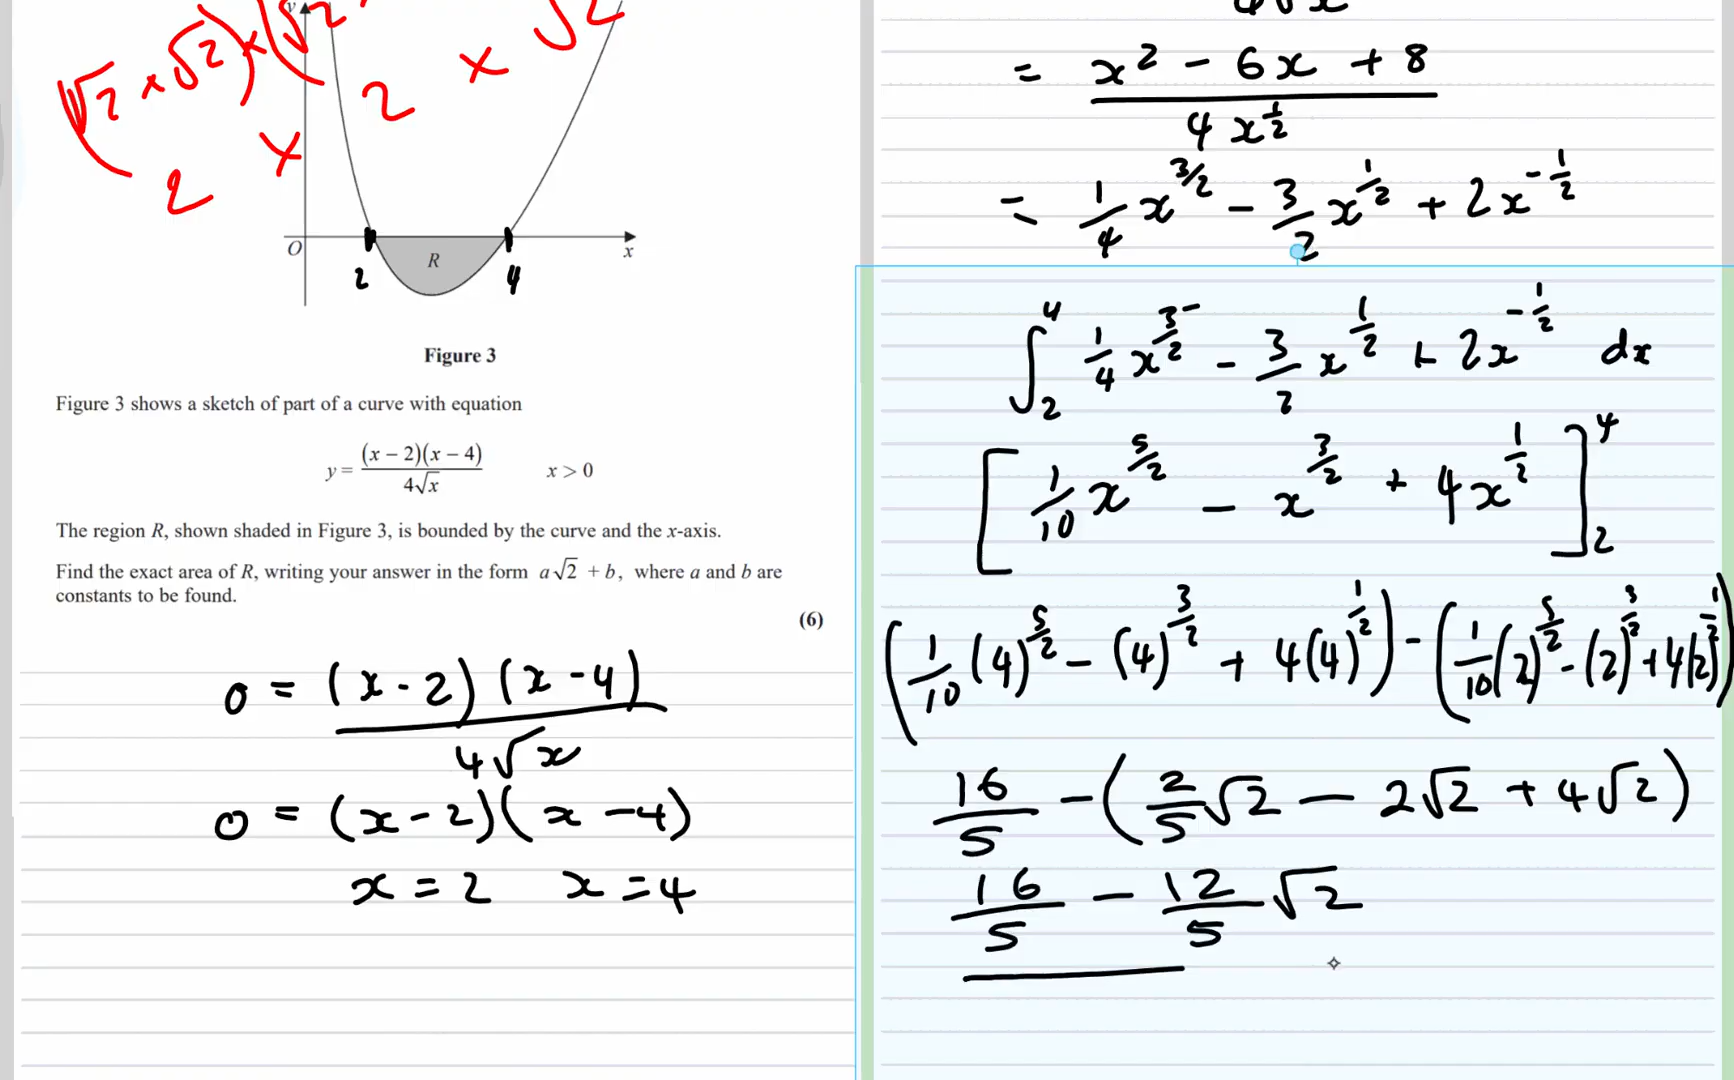 (√2 × √2) × (√2
2 × 2 × √2
y
O
R
x
2 4
Figure 3
Figure 3 shows a sketch of part of a curve with equation
y = (x − 2)(x − 4) / 4√x    x > 0
The region R, shown shaded in Figure 3, is bounded by the curve and the x-axis.
Find the exact area of R, writing your answer in the form a√2 + b, where a and b are
constants to be found.
(6)
0 = (x - 2)(x - 4) / 4√x
0 = (x - 2)(x - 4)
x = 2   x = 4
4√x
= x² - 6x + 8 / 4x^(1/2)
= 1/4 x^(3/2) - 3/2 x^(1/2) + 2x^(-1/2)
∫₂⁴ 1/4 x^(3/2) - 3/2 x^(1/2) + 2x^(-1/2) dx
[1/10 x^(5/2) - x^(3/2) + 4x^(1/2)]₂⁴
(1/10 (4)^(5/2) - (4)^(3/2) + 4(4)^(1/2)) - (1/10 (2)^(5/2) - (2)^(3/2) + 4(2)^(1/2))
16/5 - (2/5 √2 - 2√2 + 4√2)
16/5 - 12/5 √2